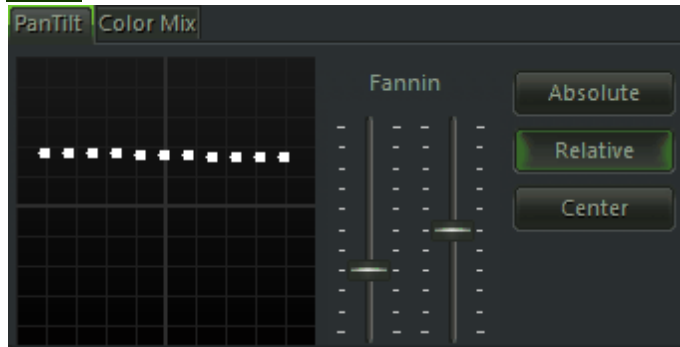 PanTilt Color Mix
Fannin
Absolute
Relative
Center